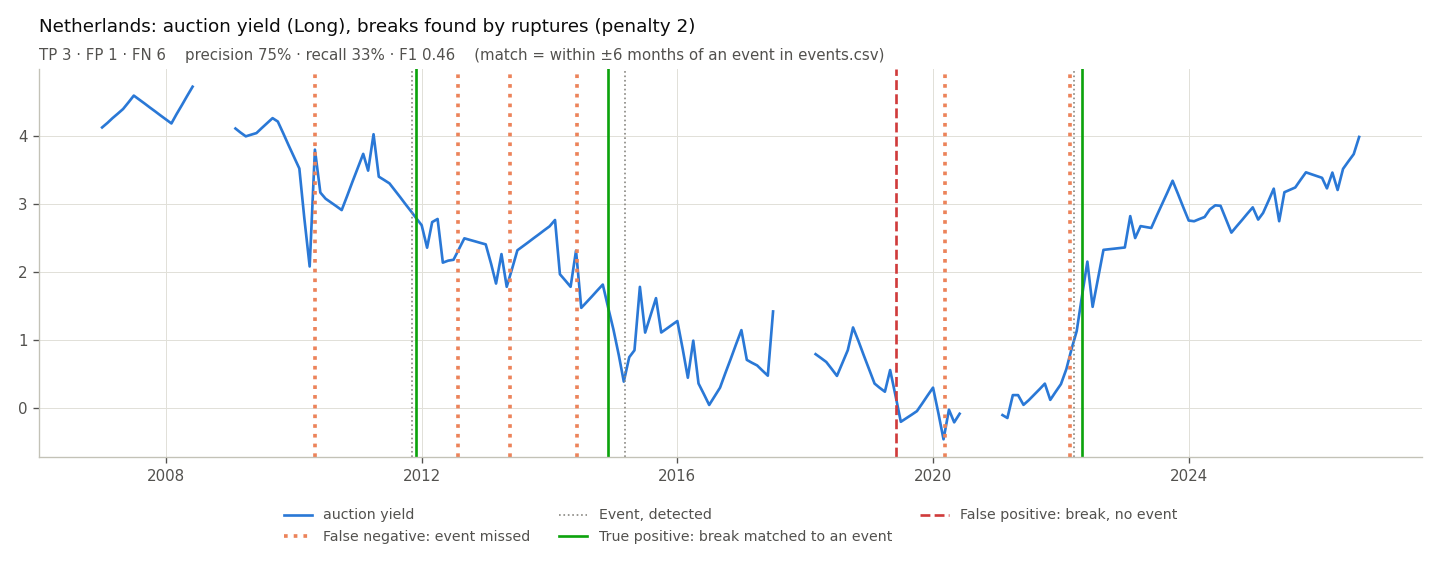 Netherlands: auction yield (Long), breaks found by ruptures (penalty 2)
TP 3 · FP 1 · FN 6    precision 75% · recall 33% · F1 0.46    (match = within ±6 months of an event in events.csv)
4
3
2
1
0
2008 2012 2016 2020 2024
auction yield
False negative: event missed
Event, detected
True positive: break matched to an event
False positive: break, no event